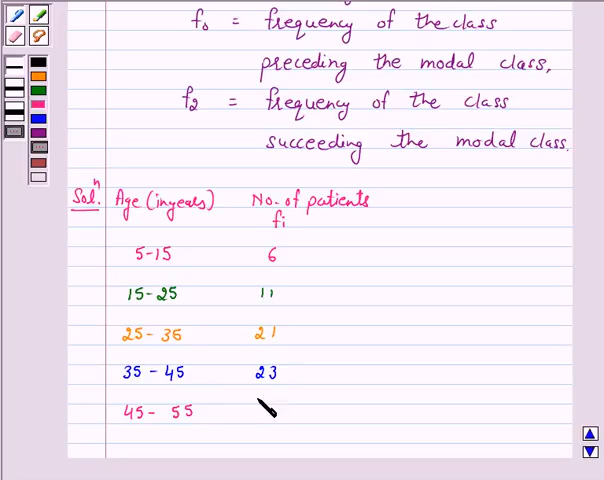 f₀ = frequency of the class
preceding the modal class,
f₂ = frequency of the class
succeeding the modal class.
Solⁿ. Age (in years) No. of patients
fi
5-15 6
15-25 11
25-35 21
35-45 23
45-55